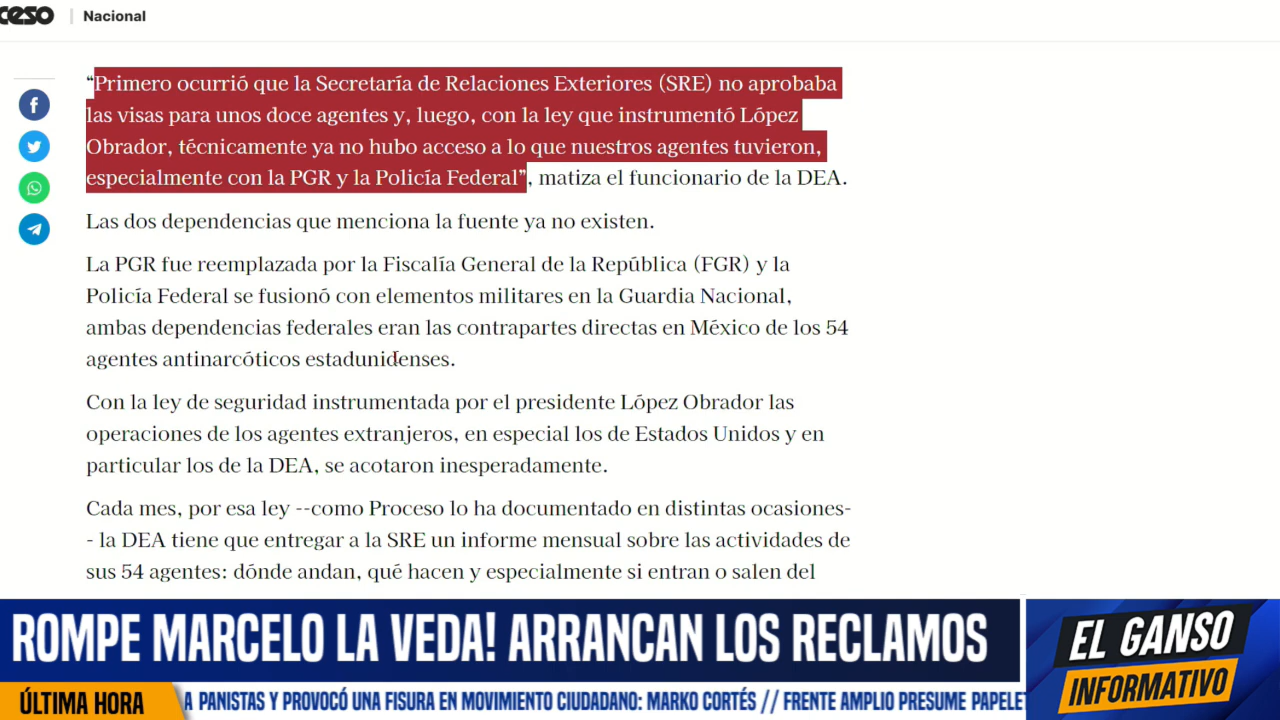 ceso
Nacional
“Primero ocurrió que la Secretaría de Relaciones Exteriores (SRE) no aprobaba
las visas para unos doce agentes y, luego, con la ley que instrumentó López
Obrador, técnicamente ya no hubo acceso a lo que nuestros agentes tuvieron,
especialmente con la PGR y la Policía Federal”, matiza el funcionario de la DEA.
Las dos dependencias que menciona la fuente ya no existen.
La PGR fue reemplazada por la Fiscalía General de la República (FGR) y la
Policía Federal se fusionó con elementos militares en la Guardia Nacional,
ambas dependencias federales eran las contrapartes directas en México de los 54
agentes antinarcóticos estadunidenses.
Con la ley de seguridad instrumentada por el presidente López Obrador las
operaciones de los agentes extranjeros, en especial los de Estados Unidos y en
particular los de la DEA, se acotaron inesperadamente.
Cada mes, por esa ley --como Proceso lo ha documentado en distintas ocasiones-
- la DEA tiene que entregar a la SRE un informe mensual sobre las actividades de
sus 54 agentes: dónde andan, qué hacen y especialmente si entran o salen del
ROMPE MARCELO LA VEDA! ARRANCAN LOS RECLAMOS
EL GANSO
INFORMATIVO
ÚLTIMA HORA
A PANISTAS Y PROVOCÓ UNA FISURA EN MOVIMIENTO CIUDADANO: MARKO CORTÉS // FRENTE AMPLIO PRESUME PAPELE